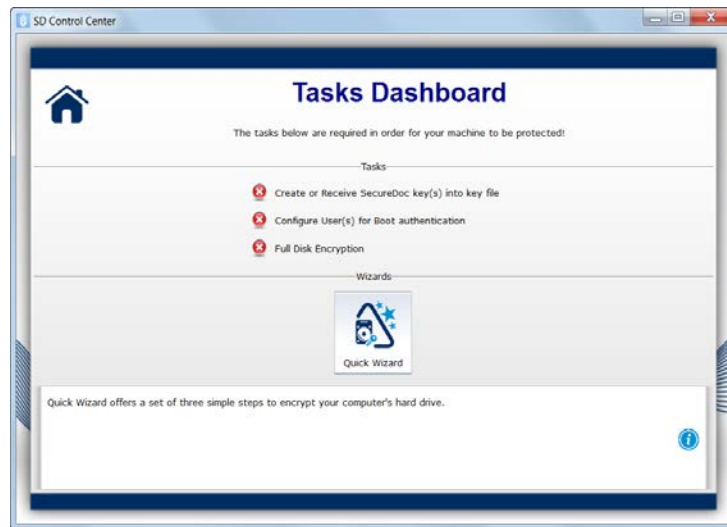 SD Control Center
Tasks Dashboard
The tasks below are required in order for your machine to be protected!
Tasks
Create or Receive SecureDoc key(s) into key file
Configure User(s) for Boot authentication
Full Disk Encryption
Wizards
Quick Wizard
Quick Wizard offers a set of three simple steps to encrypt your computer's hard drive.